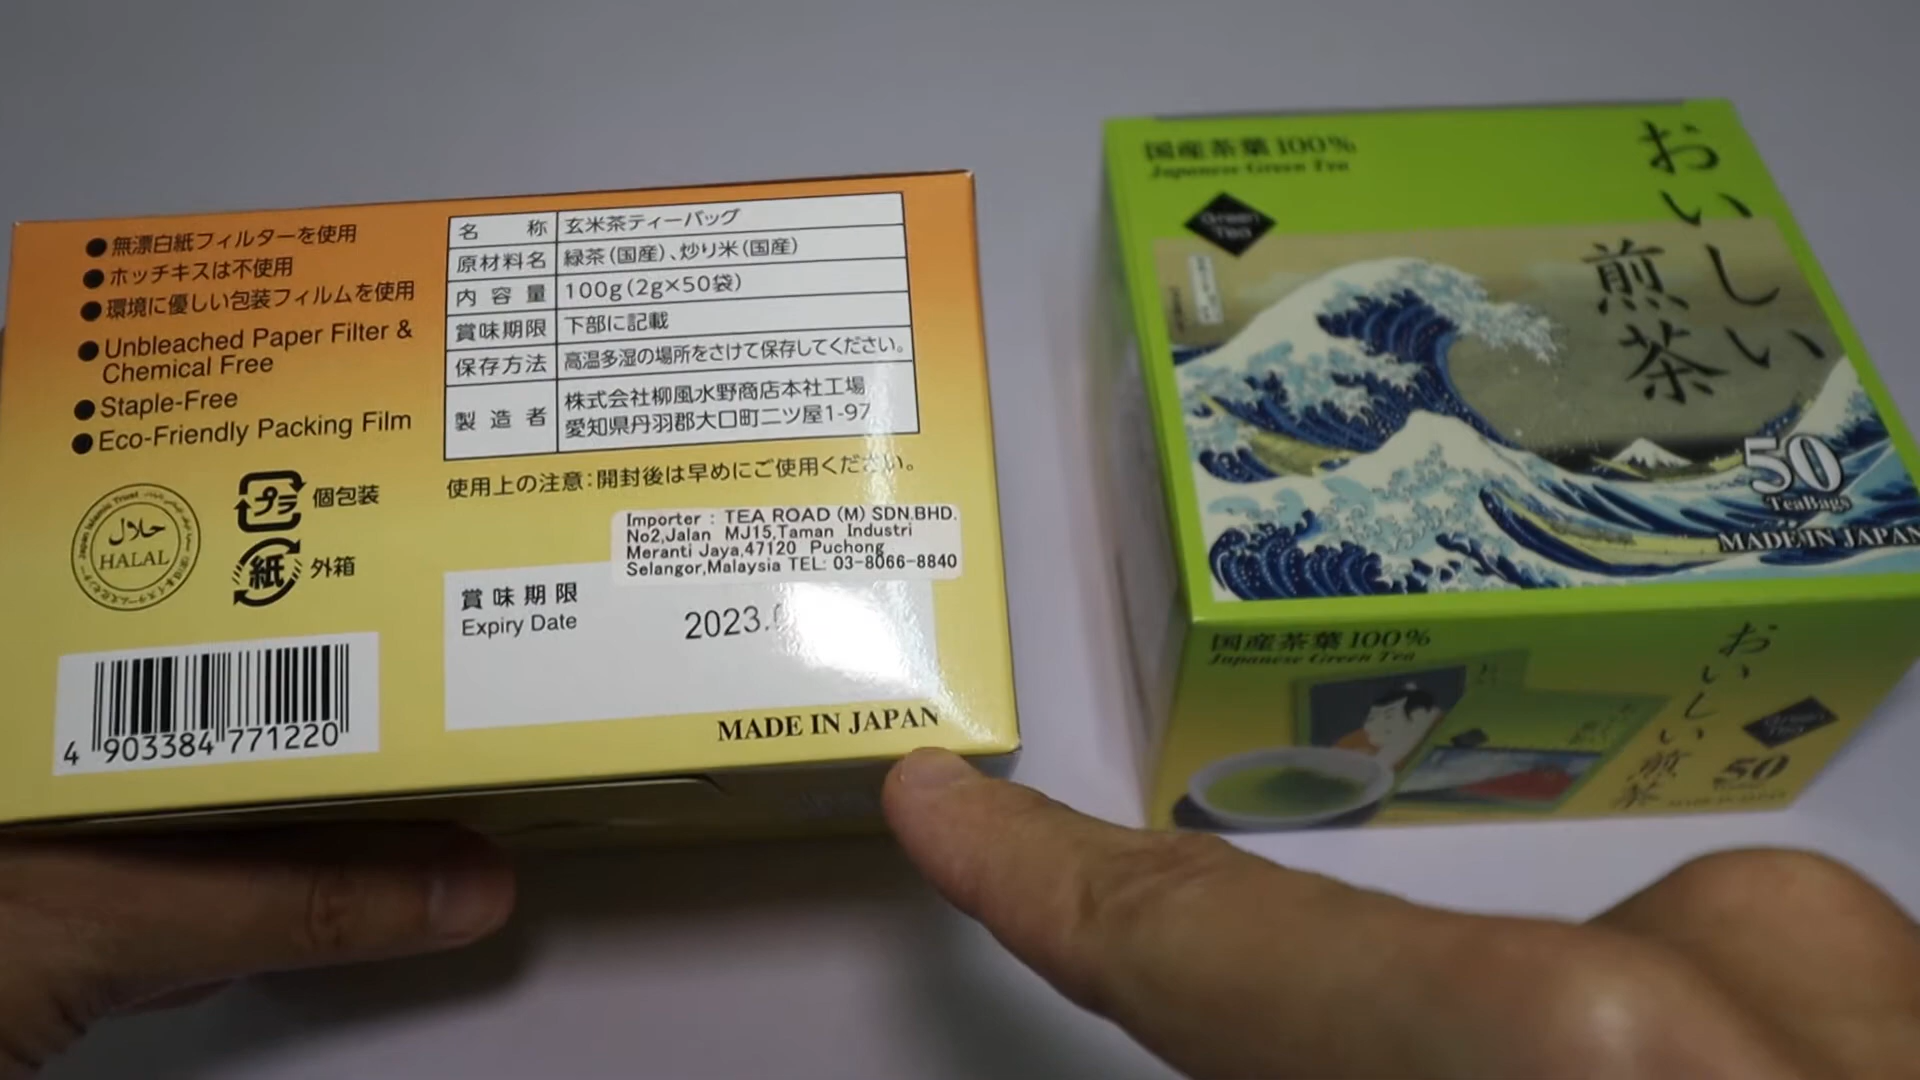 無漂白紙フィルターを使用
ホッチキスは不使用
環境に優しい包装フィルムを使用
Unbleached Paper Filter &
Chemical Free
Staple-Free
Eco-Friendly Packing Film
名称 玄米茶ティーバッグ
原材料名 緑茶(国産)、炒り米(国産)
内容量 100g(2g×50袋)
賞味期限 下部に記載
保存方法 高温多湿の場所をさけて保存してください。
製造者 株式会社柳風水野商店本社工場
愛知県丹羽郡大口町二ツ屋1-97
使用上の注意:開封後は早めにご使用ください。
حلال
HALAL
プラ 個包装
紙 外箱
Importer : TEA ROAD (M) SDN.BHD.
No2,Jalan MJ15,Taman Industri
Meranti Jaya,47120 Puchong
Selangor,Malaysia TEL: 03-8066-8840
賞味期限
Expiry Date
2023.
MADE IN JAPAN
4 903384 771220
国産茶葉100%
Japanese Green Tea
Green
Tea
おいしい
煎茶
50
TeaBags
MADE IN JAPAN
国産茶葉100%
Japanese Green Tea
おいしい
煎茶
Green
Tea
50